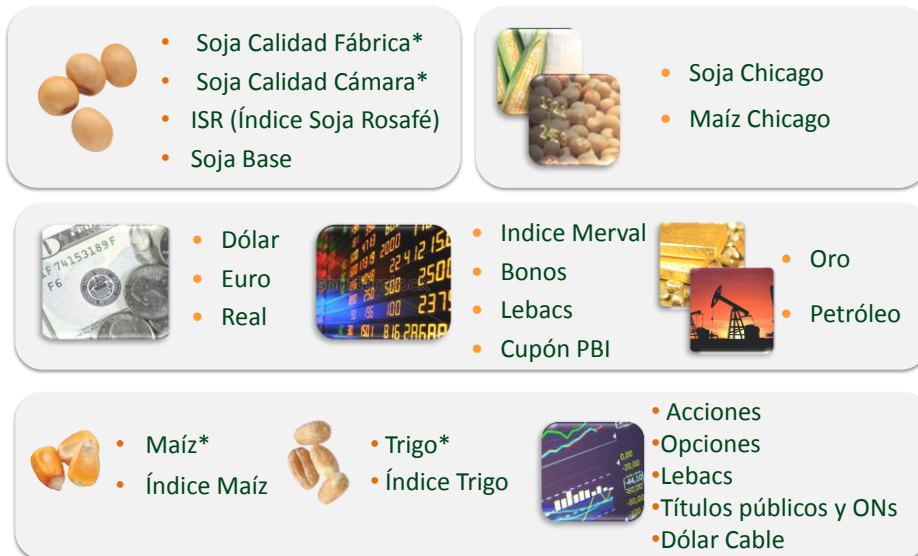 Soja Calidad Fábrica*
Soja Calidad Cámara*
ISR (Índice Soja Rosafé)
Soja Base
Soja Chicago
Maíz Chicago
Dólar
Euro
Real
Indice Merval
Bonos
Lebacs
Cupón PBI
Oro
Petróleo
Maíz*
Índice Maíz
Trigo*
Índice Trigo
Acciones
Opciones
Lebacs
Títulos públicos y ONs
Dólar Cable